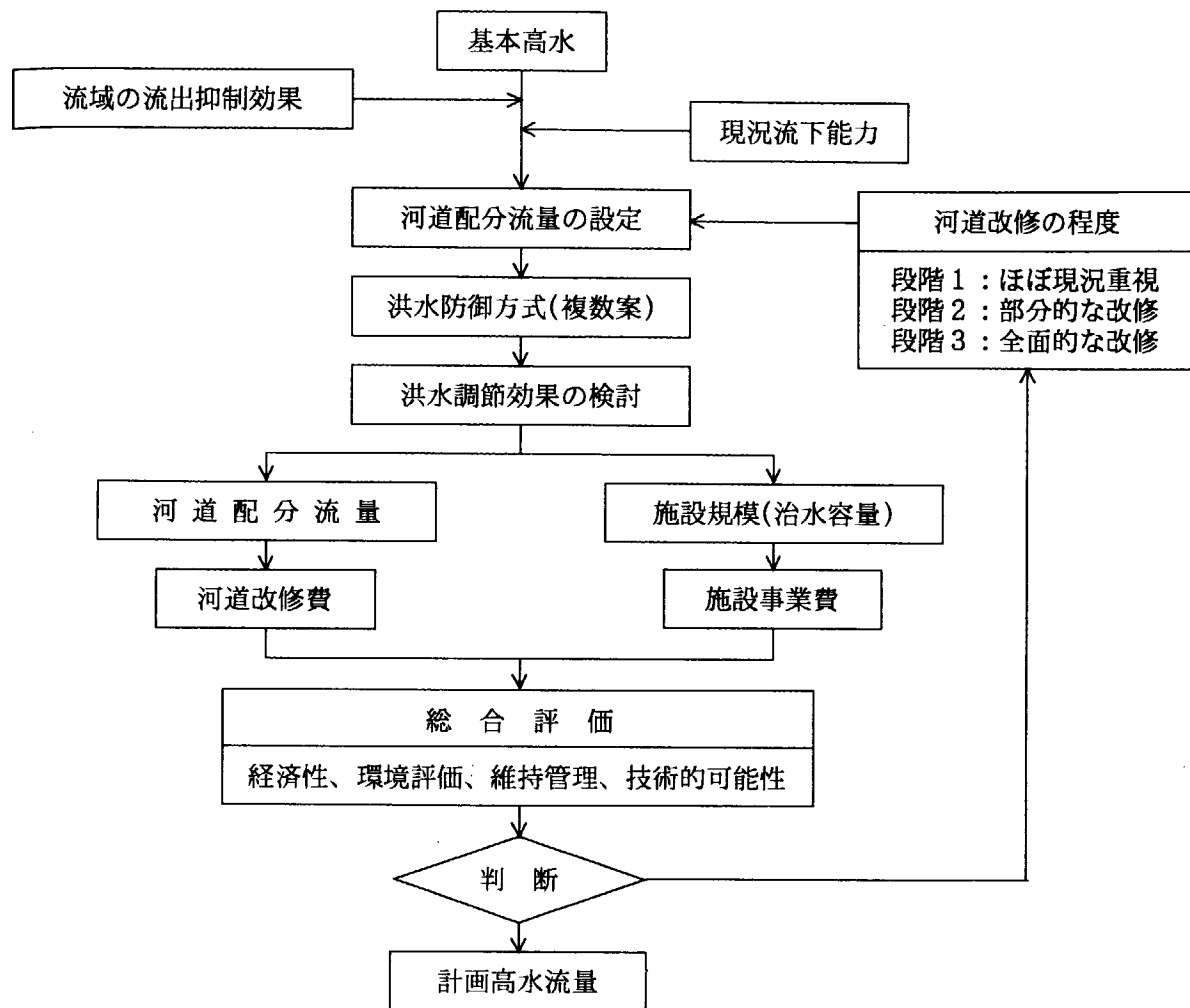 基本高水
流域の流出抑制効果
現況流下能力
河道配分流量の設定
河道改修の程度
段階1：ほぼ現況重視
段階2：部分的な改修
段階3：全面的な改修
洪水防御方式(複数案)
洪水調節効果の検討
河道配分流量
施設規模(治水容量)
河道改修費
施設事業費
総合評価
経済性、環境評価、維持管理、技術的可能性
判断
計画高水流量